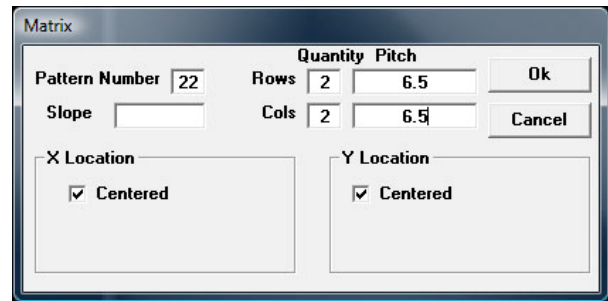 Matrix
Quantity Pitch
Pattern Number 22 Rows 2 6.5 Ok
Slope Cols 2 6.5 Cancel
X Location Y Location
Centered Centered